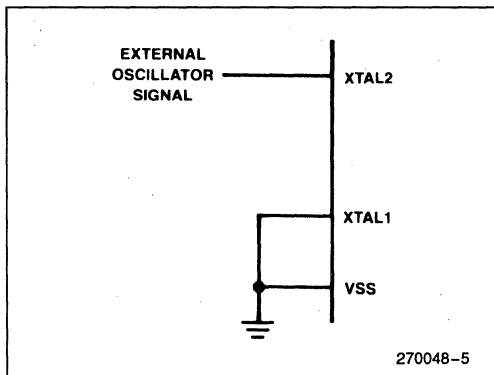 EXTERNAL
OSCILLATOR
SIGNAL
XTAL2
XTAL1
VSS
270048-5